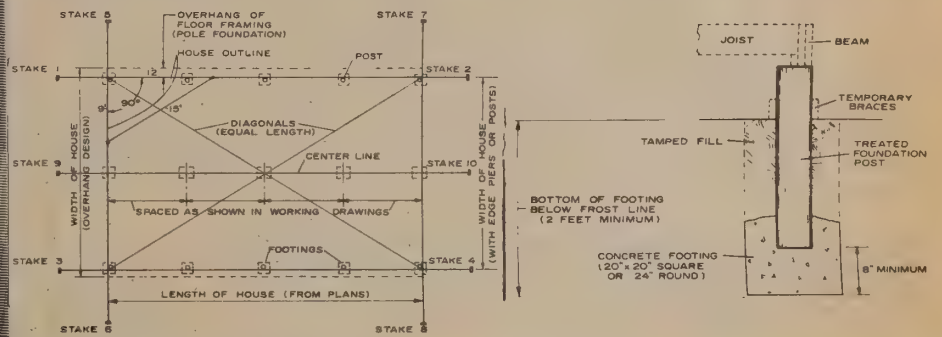 STAKE 5
STAKE 7
OVERHANG OF
FLOOR FRAMING
(POLE FOUNDATION)
HOUSE OUTLINE
POST
STAKE 1
12
STAKE 2
9'
90°
15'
DIAGONALS
(EQUAL LENGTH)
CENTER LINE
STAKE 9
STAKE 10
WIDTH OF HOUSE
(OVERHANG DESIGN)
WIDTH OF HOUSE
(WITH EDGE PIERS OR POSTS)
SPACED AS SHOWN IN WORKING DRAWINGS
FOOTINGS
STAKE 3
STAKE 4
LENGTH OF HOUSE (FROM PLANS)
STAKE 6
STAKE 8
JOIST
BEAM
TEMPORARY
BRACES
TAMPED FILL
TREATED
FOUNDATION
POST
BOTTOM OF FOOTING
BELOW FROST LINE
(2 FEET MINIMUM)
CONCRETE FOOTING
(20"x 20" SQUARE
OR 24" ROUND)
8" MINIMUM